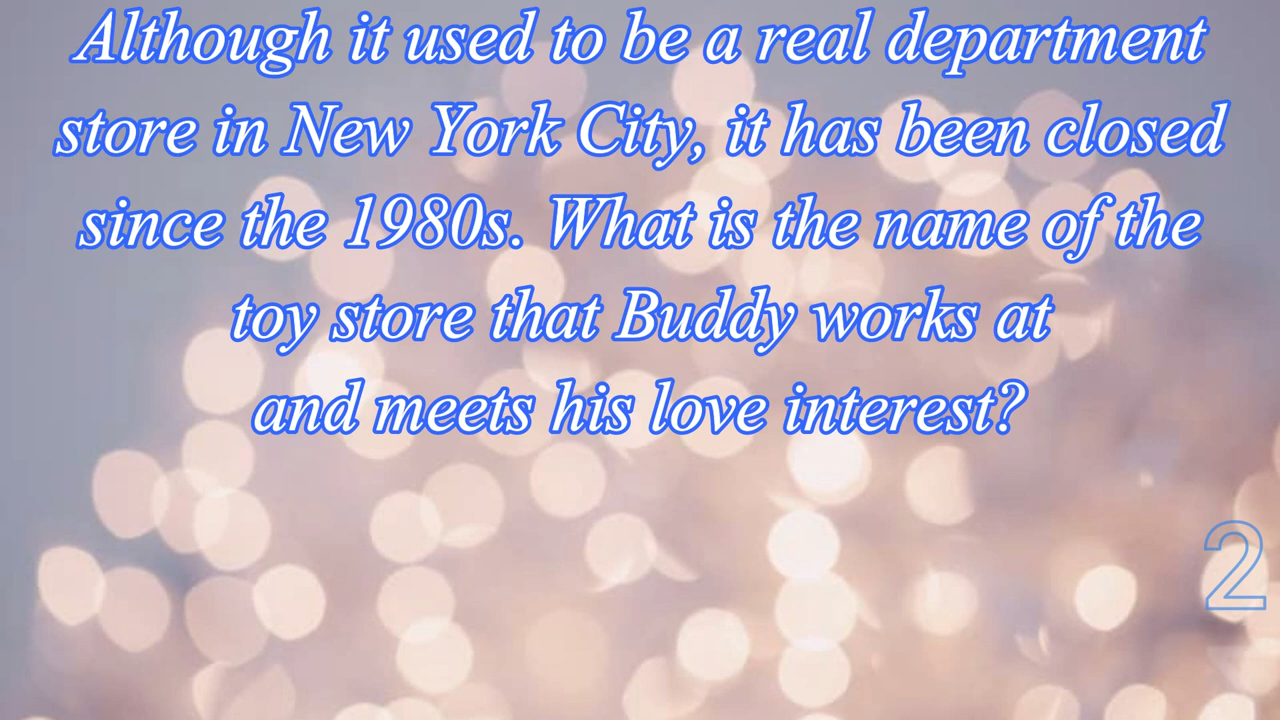 Although it used to be a real department
store in New York City, it has been closed
since the 1980s. What is the name of the
toy store that Buddy works at
and meets his love interest?
2